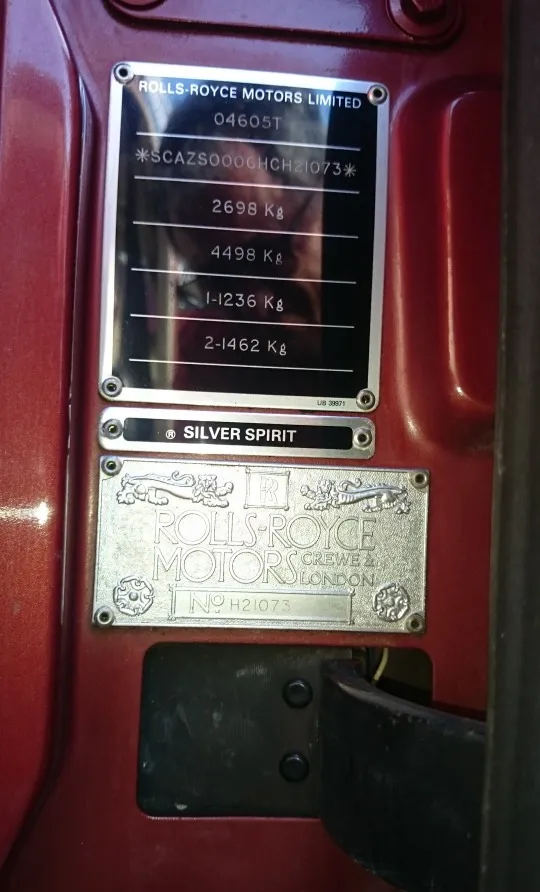 ROLLS-ROYCE MOTORS LIMITED
04605T
*SCAZS0006HCH21073*
2698 Kg
4498 Kg
1-1236 Kg
2-1462 Kg
UB 39971
® SILVER SPIRIT
RR
ROLLS-ROYCE
MOTORS CREWE &
LONDON
No H21073